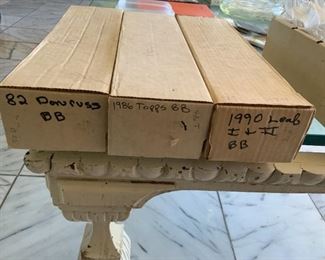 82 Donruss
BB
1986 Topps BB
1990 Leaf
I & II
BB